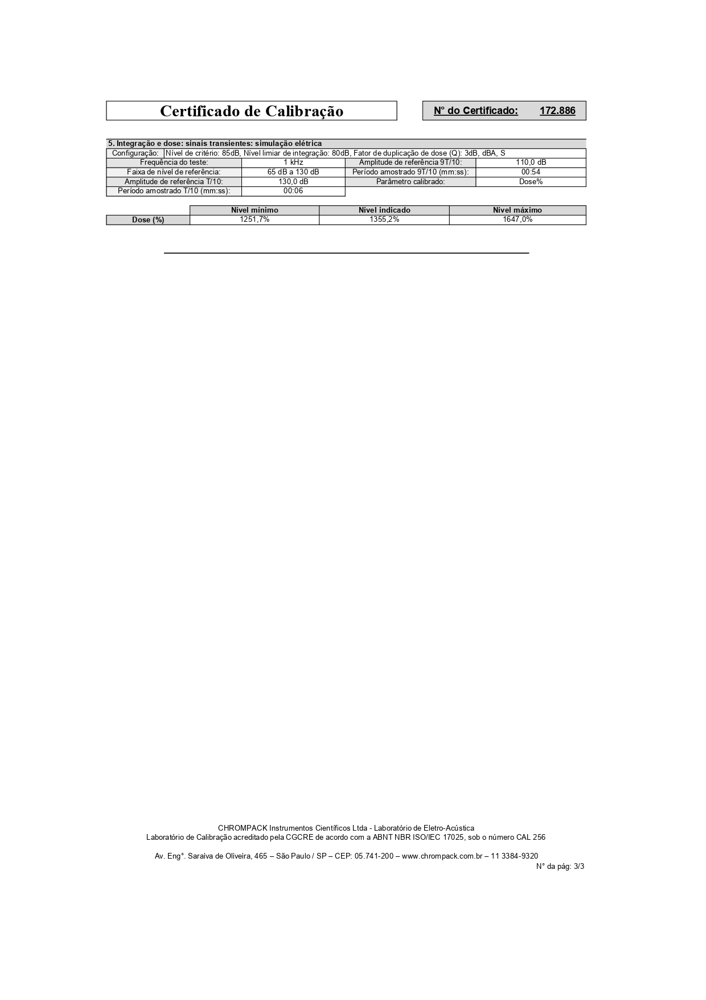 Certificado de Calibração
N° do Certificado: 172.886
5. Integração e dose: sinais transientes: simulação elétrica
Configuração: Nível de critério: 85dB, Nível limiar de integração: 80dB, Fator de duplicação de dose (Q): 3dB, dBA, S
Frequência do teste: 1 kHz Amplitude de referência 9T/10: 110,0 dB
Faixa de nível de referência: 65 dB a 130 dB Período amostrado 9T/10 (mm:ss): 00:54
Amplitude de referência T/10: 130,0 dB Parâmetro calibrado: Dose%
Período amostrado T/10 (mm:ss): 00:06
Nível mínimo Nível indicado Nível máximo
Dose (%) 1251,7% 1355,2% 1647,0%
CHROMPACK Instrumentos Científicos Ltda - Laboratório de Eletro-Acústica
Laboratório de Calibração acreditado pela CGCRE de acordo com a ABNT NBR ISO/IEC 17025, sob o número CAL 256
Av. Eng°. Saraiva de Oliveira, 465 – São Paulo / SP – CEP: 05.741-200 – www.chrompack.com.br – 11 3384-9320
N° da pág: 3/3